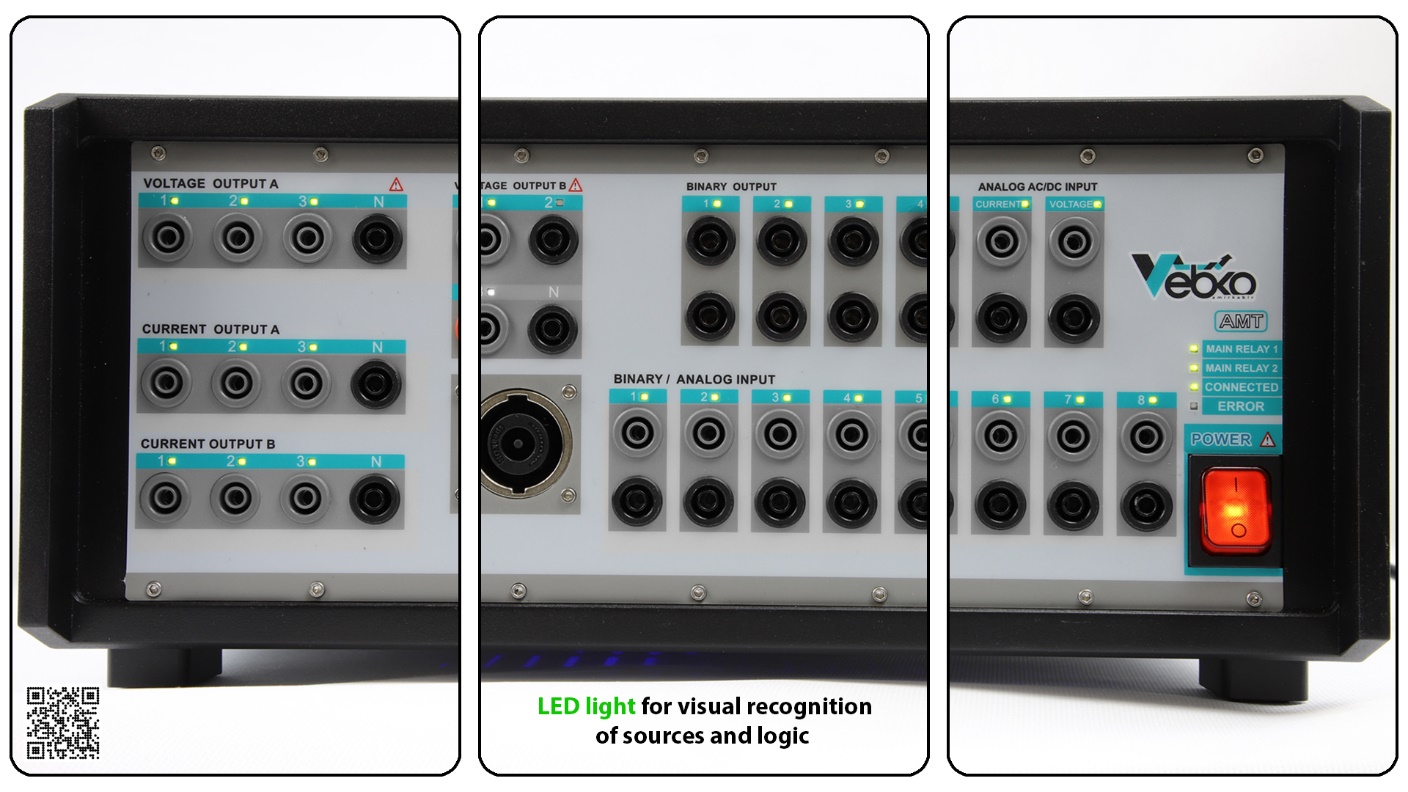 VOLTAGE OUTPUT A
1 2 3 N
CURRENT OUTPUT A
1 2 3 N
CURRENT OUTPUT B
1 2 3 N
OUTPUT B
2
N
BINARY OUTPUT
1 2 3 4
ANALOG AC/DC INPUT
CURRENT VOLTAGE
BINARY / ANALOG INPUT
1 2 3 4 5 6 7 8
Vebko
amirkabir
AMT
MAIN RELAY 1
MAIN RELAY 2
CONNECTED
ERROR
POWER
LED light for visual recognition
of sources and logic